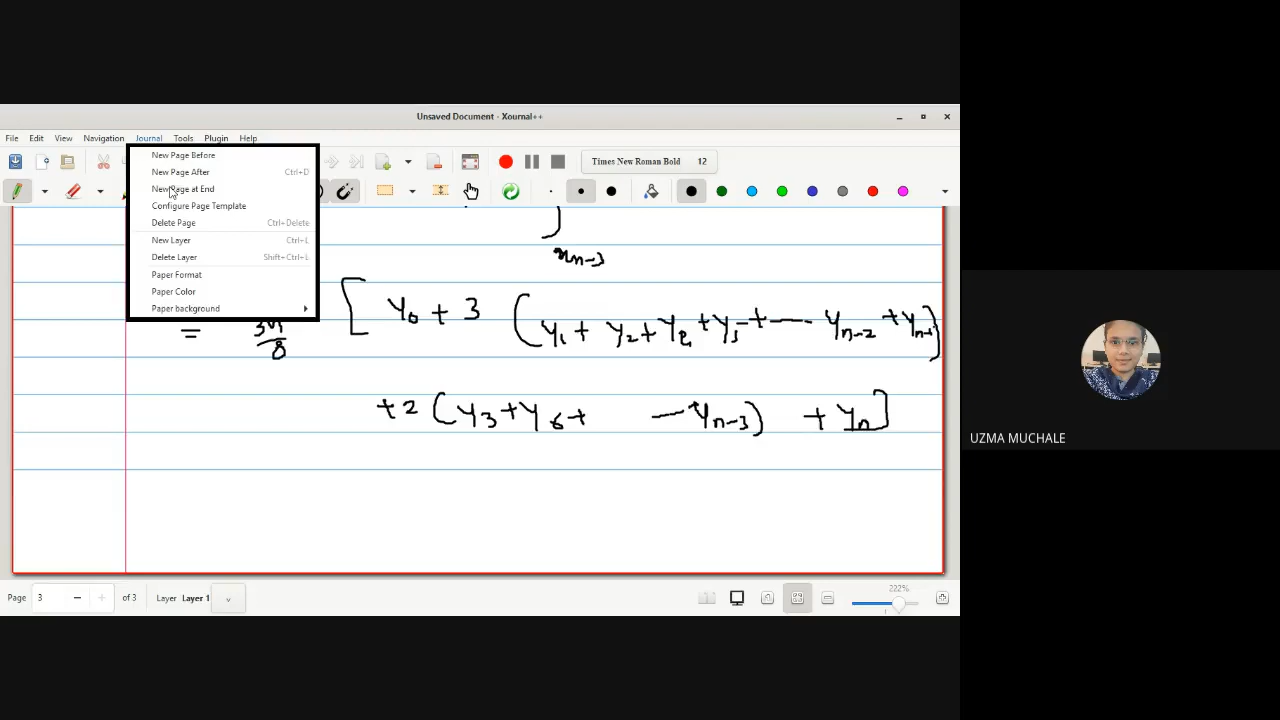 Unsaved Document - Xournal++
File Edit View Navigation Journal Tools Plugin Help
New Page Before
New Page After Ctrl+D
New Page at End
Configure Page Template
Delete Page Ctrl+Delete
New Layer Ctrl+L
Delete Layer Shift+Ctrl+L
Paper Format
Paper Color
Paper background
Times New Roman Bold 12
xn-3
= 3h/8 [ y0 + 3 ( y1 + y2 + y4 + y5 + --- yn-2 + yn-1 )
+2 ( y3 + y6 + — yn-3 ) + yn ]
UZMA MUCHALE
Page 3 of 3 Layer Layer 1
222%